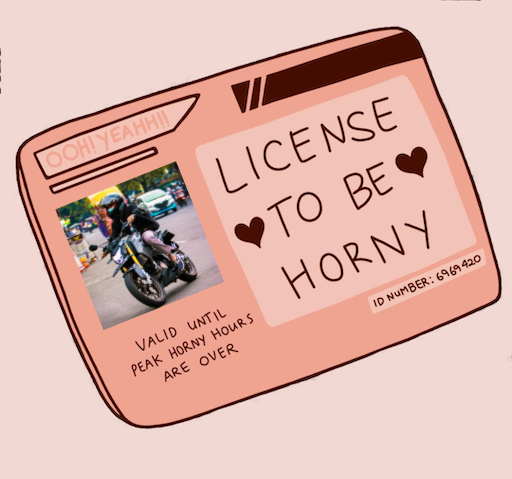 OOH! YEAHH!!
LICENSE
TO BE
HORNY
ID NUMBER: 6969420
VALID UNTIL
PEAK HORNY HOURS
ARE OVER